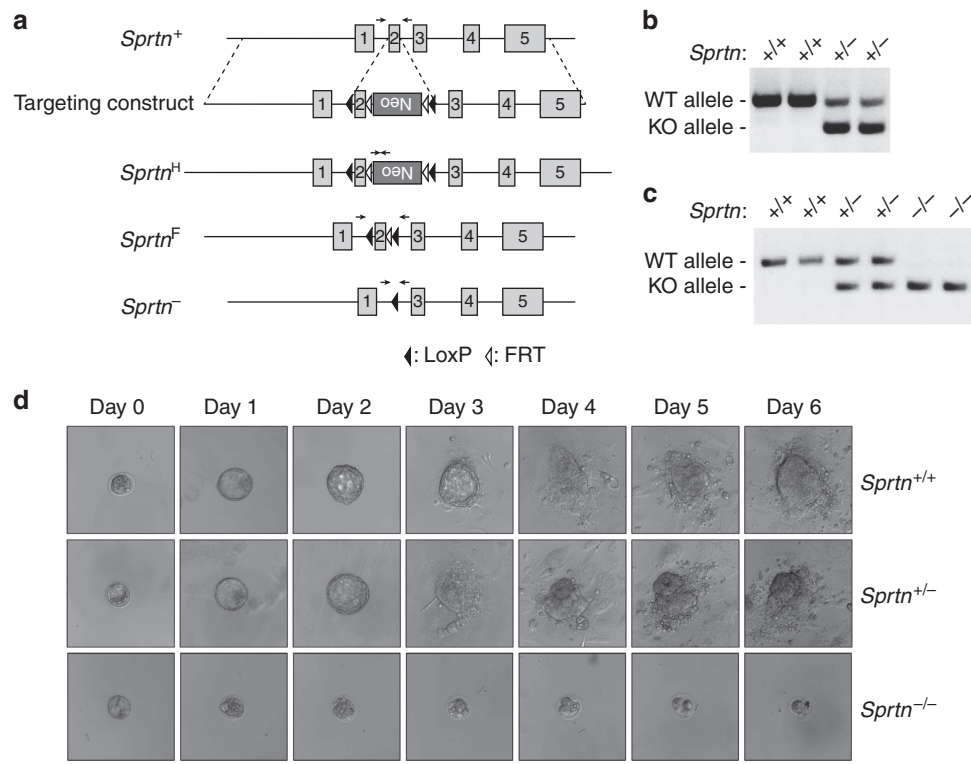 a
Sprtn+
1 2 3 4 5
Targeting construct
1 2 Neo 3 4 5
SprtnH
1 2 Neo 3 4 5
SprtnF
1 2 3 4 5
Sprtn–
1 3 4 5
: LoxP : FRT
b
Sprtn: +/+ +/+ +/– +/–
WT allele -
KO allele -
c
Sprtn: +/+ +/+ +/– +/– –/– –/–
WT allele -
KO allele -
d
Day 0 Day 1 Day 2 Day 3 Day 4 Day 5 Day 6
Sprtn+/+
Sprtn+/–
Sprtn–/–